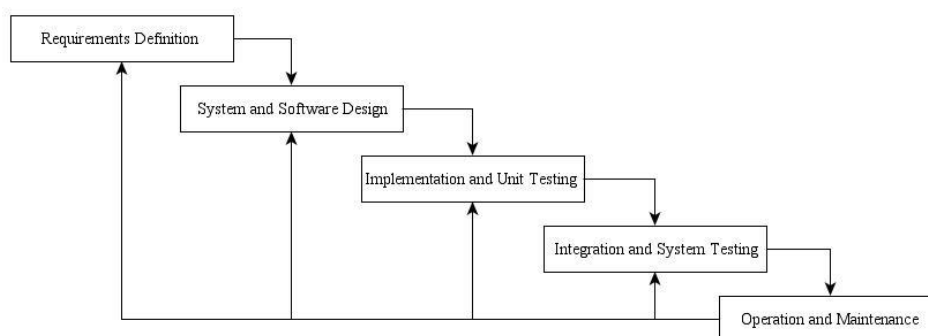 Requirements Definition
System and Software Design
Implementation and Unit Testing
Integration and System Testing
Operation and Maintenance